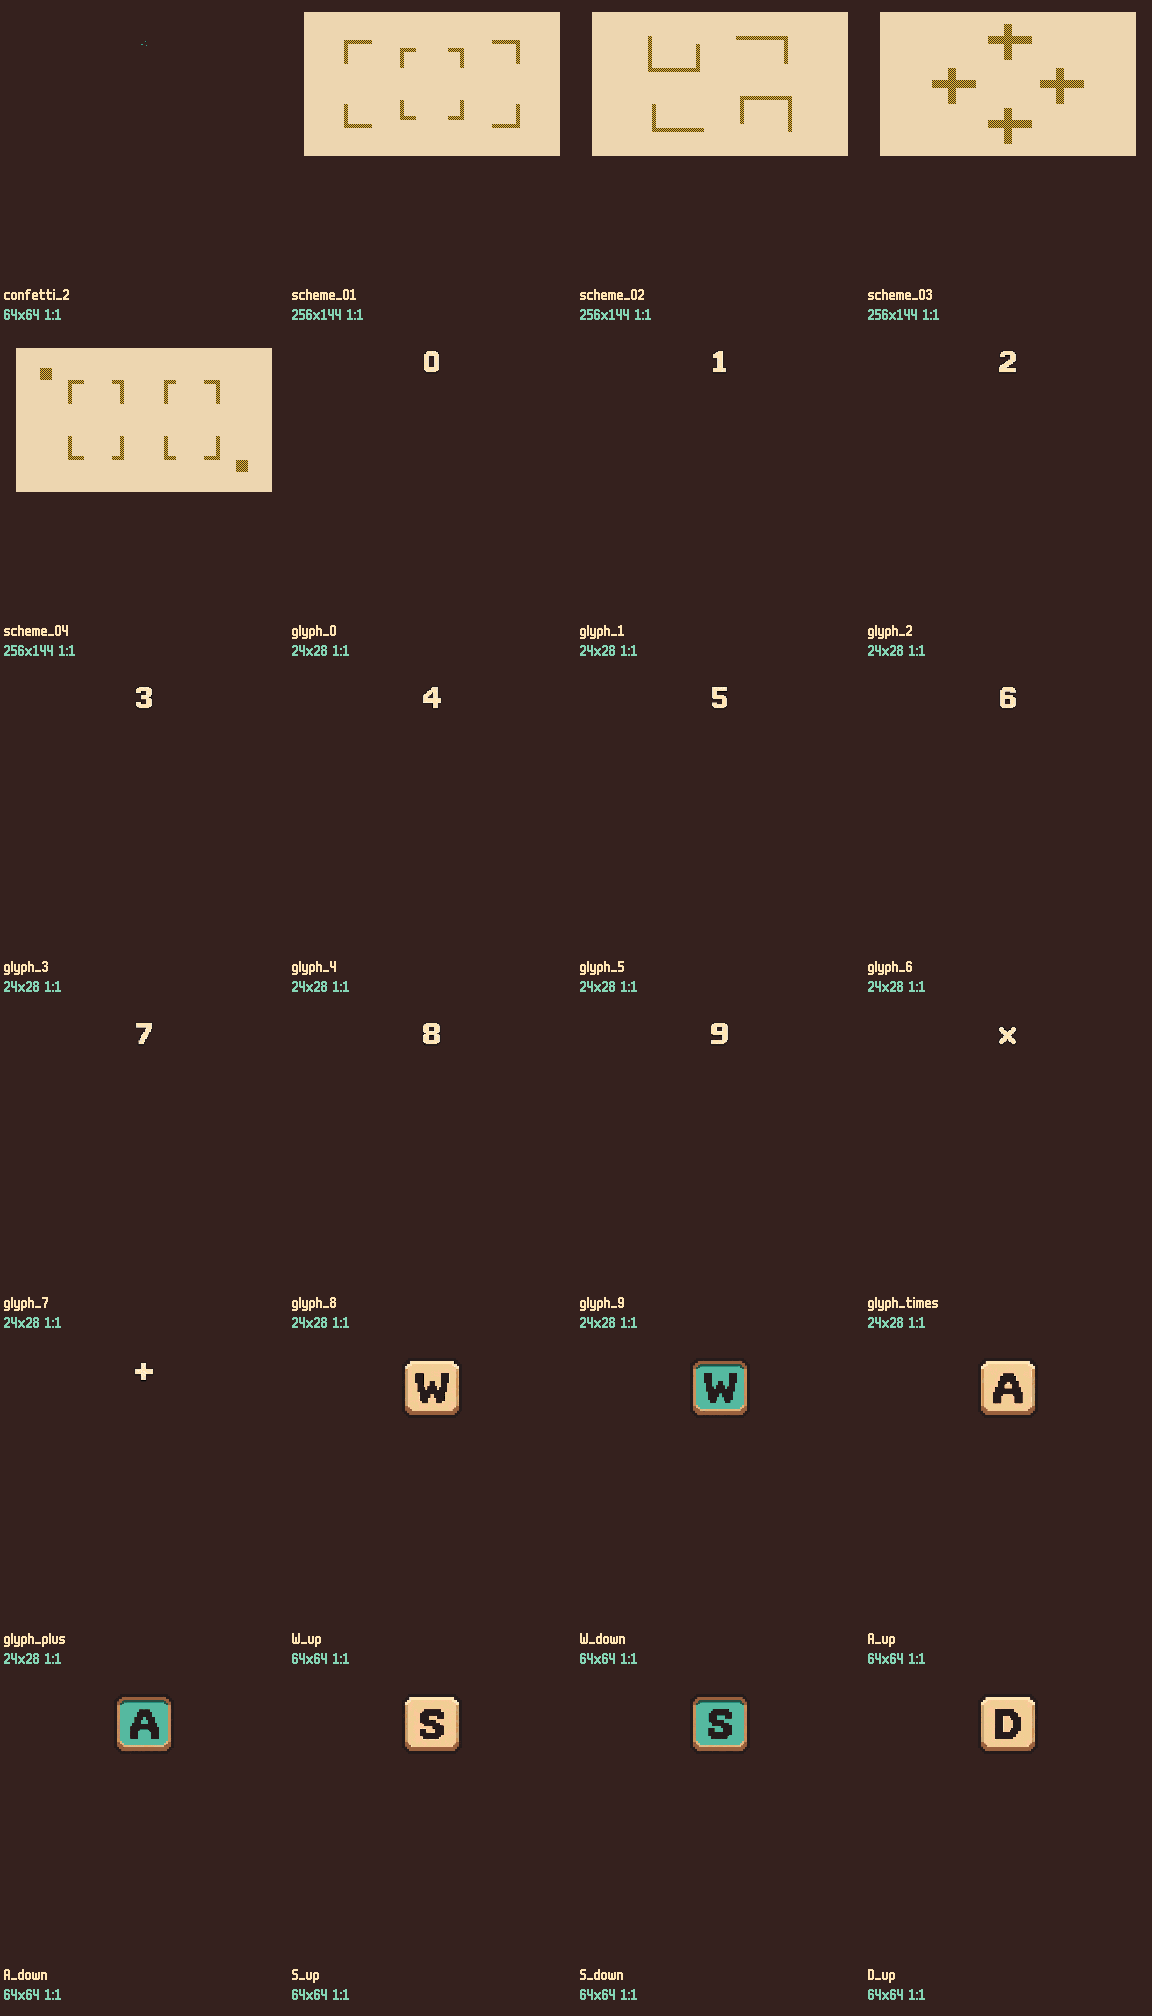 confetti_2 scheme_01 scheme_02 scheme_03
64x64 1:1 256x144 1:1 256x144 1:1 256x144 1:1
0 1 2
scheme_04 glyph_0 glyph_1 glyph_2
256x144 1:1 24x28 1:1 24x28 1:1 24x28 1:1
3 4 5 6
glyph_3 glyph_4 glyph_5 glyph_6
24x28 1:1 24x28 1:1 24x28 1:1 24x28 1:1
7 8 9 ×
glyph_7 glyph_8 glyph_9 glyph_times
24x28 1:1 24x28 1:1 24x28 1:1 24x28 1:1
+ W W A
glyph_plus W_up W_down A_up
24x28 1:1 64x64 1:1 64x64 1:1 64x64 1:1
A S S D
A_down S_up S_down D_up
64x64 1:1 64x64 1:1 64x64 1:1 64x64 1:1